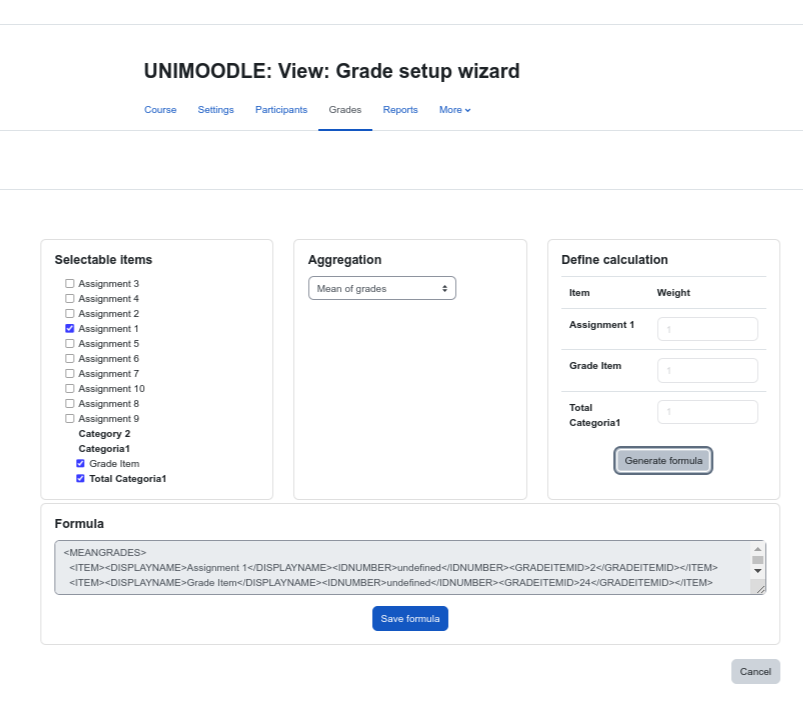 UNIMOODLE: View: Grade setup wizard
Course Settings Participants Grades Reports More
Selectable items
Assignment 3
Assignment 4
Assignment 2
Assignment 1
Assignment 5
Assignment 6
Assignment 7
Assignment 10
Assignment 8
Assignment 9
Category 2
Categoria1
Grade Item
Total Categoria1
Aggregation
Mean of grades
Define calculation
Item Weight
Assignment 1 1
Grade Item 1
Total
Categoria1
1
Generate formula
Formula
<MEANGRADES>
<ITEM><DISPLAYNAME>Assignment 1</DISPLAYNAME><IDNUMBER>undefined</IDNUMBER><GRADEITEMID>2</GRADEITEMID></ITEM>
<ITEM><DISPLAYNAME>Grade Item</DISPLAYNAME><IDNUMBER>undefined</IDNUMBER><GRADEITEMID>24</GRADEITEMID></ITEM>
Save formula
Cancel